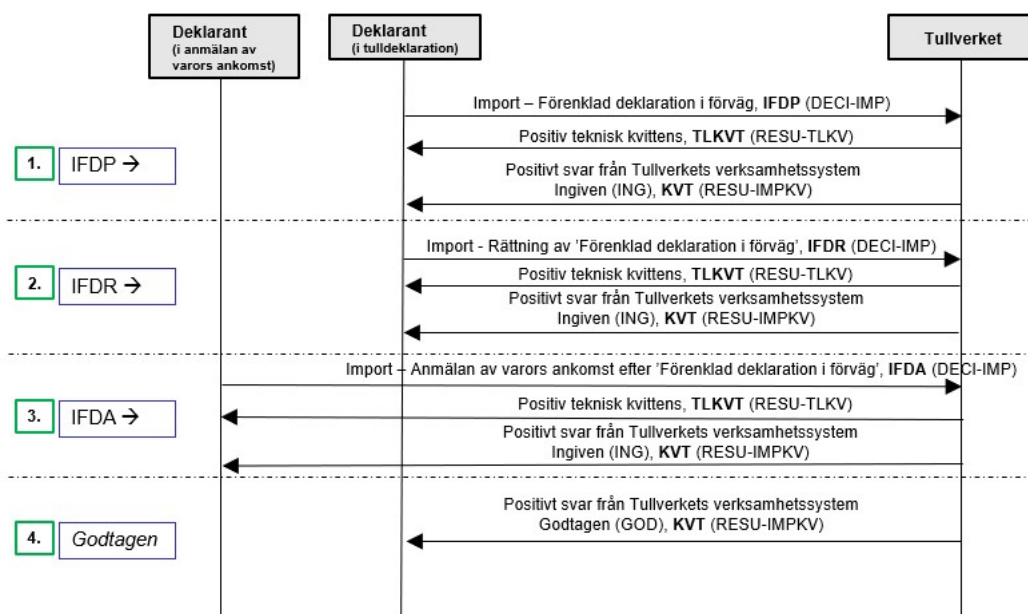 Deklarant
(i anmälan av
varors ankomst)
Deklarant
(i tulldeklaration)
Tullverket
Import – Förenklad deklaration i förväg, IFDP (DECI-IMP)
Positiv teknisk kvittens, TLKVT (RESU-TLKV)
1. IFDP →
Positivt svar från Tullverkets verksamhetssystem
Ingiven (ING), KVT (RESU-IMPKV)
Import - Rättning av 'Förenklad deklaration i förväg', IFDR (DECI-IMP)
Positiv teknisk kvittens, TLKVT (RESU-TLKV)
2. IFDR →
Positivt svar från Tullverkets verksamhetssystem
Ingiven (ING), KVT (RESU-IMPKV)
Import – Anmälan av varors ankomst efter 'Förenklad deklaration i förväg', IFDA (DECI-IMP)
3. IFDA →
Positiv teknisk kvittens, TLKVT (RESU-TLKV)
Positivt svar från Tullverkets verksamhetssystem
Ingiven (ING), KVT (RESU-IMPKV)
4. Godtagen
Positivt svar från Tullverkets verksamhetssystem
Godtagen (GOD), KVT (RESU-IMPKV)